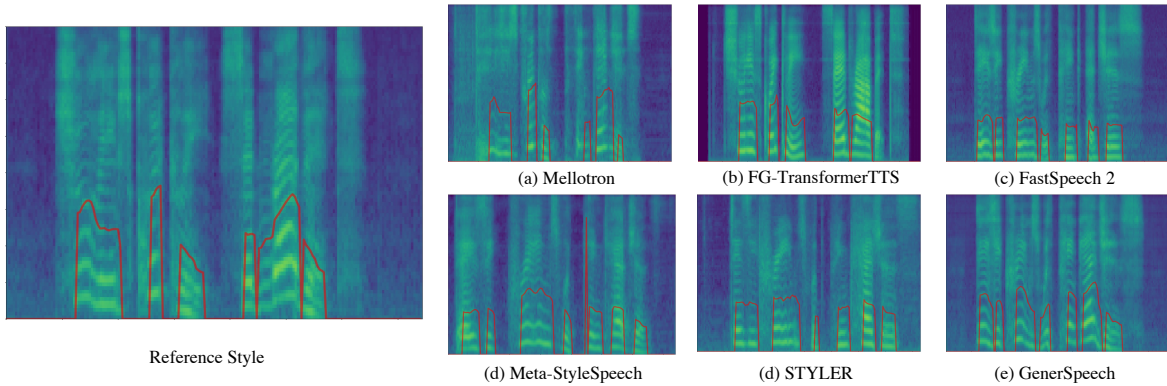 (a) Mellotron
(b) FG-TransformerTTS
(c) FastSpeech 2
Reference Style
(d) Meta-StyleSpeech
(d) STYLER
(e) GenerSpeech